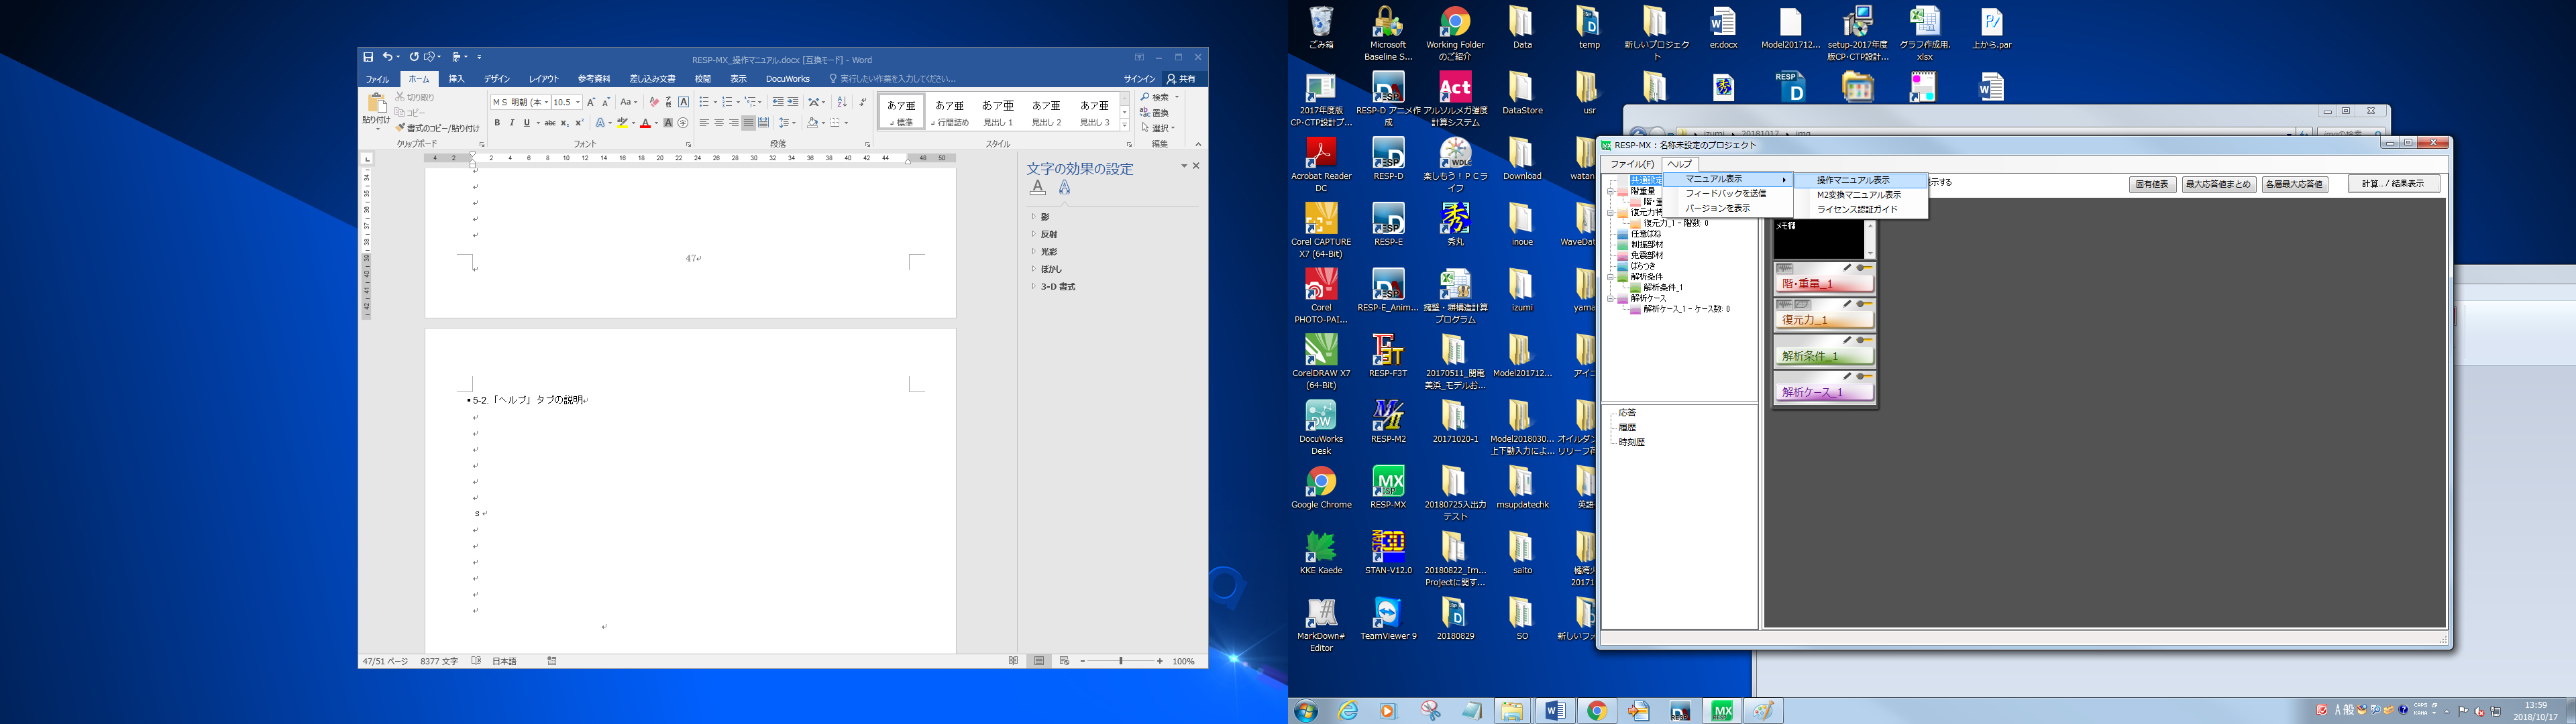 RESP-MX_操作マニュアル.docx [互換モード] - Word
ファイル
ホーム
挿入
デザイン
レイアウト
参考資料
差し込み文書
校閲
表示
DocuWorks
実行したい作業を入力してください...
サインイン
共有
貼り付け
切り取り
コピー
書式のコピー/貼り付け
クリップボード
ＭＳ 明朝 (本
10.5
フォント
段落
あア亜
標準
あア亜
行間詰め
あア亜
見出し 1
あア亜
見出し 2
あア亜
見出し 3
スタイル
検索
置換
選択
編集
47
5-2.「ヘルプ」タブの説明
s
文字の効果の設定
影
反射
光彩
ぼかし
3-D 書式
47/51 ページ
8377 文字
日本語
100%
ごみ箱
Microsoft Baseline S...
Working Folder のご紹介
Data
temp
新しいプロジェクト
er.docx
Model201712...
setup-2017年度版CP・CTP設計...
グラフ作成用.xlsx
上から.par
2017年度版 CP・CTP設計プ...
RESP-D アニメ作成
アルソルメガ強度計算システム
DataStore
usr
Acrobat Reader DC
RESP-D
楽しもう！ＰＣライフ
Download
watan
Corel CAPTURE X7 (64-Bit)
RESP-E
秀丸
inoue
WaveDat
Corel PHOTO-PAI...
RESP-E_Anim...
擁壁・塀構造計算プログラム
izumi
yama
CorelDRAW X7 (64-Bit)
RESP-F3T
20170511_関電美浜_モデルお...
Model201712...
アイニ
DocuWorks Desk
RESP-M2
20171020-1
Model2018030...上下動入力によ...
オイルダン
リリーフ荷
Google Chrome
RESP-MX
20180725入出力テスト
msupdatechk
英語
KKE Kaede
STAN-V12.0
20180822_Im...Projectに関す...
saito
201710
MarkDown# Editor
TeamViewer 9
20180829
SO
新しいフォ
izumi
20181017
img
imgの検索
RESP-MX : 名称未設定のプロジェクト
ファイル(F)
ヘルプ
マニュアル表示
フィードバックを送信
バージョンを表示
操作マニュアル表示
M2変換マニュアル表示
ライセンス認証ガイド
示する
固有値表
最大応答値まとめ
各層最大応答値
計算... / 結果表示
共通設定
階重量
階・重
復元力特
復元力_1 - 階数: 0
任意ばね
制振部材
免震部材
ばらつき
解析条件
解析条件_1
解析ケース
解析ケース_1 - ケース数: 0
応答
履歴
時刻歴
メモ欄
階・重量_1
復元力_1
解析条件_1
解析ケース_1
A 般
CAPS
KANA
13:59
2018/10/17